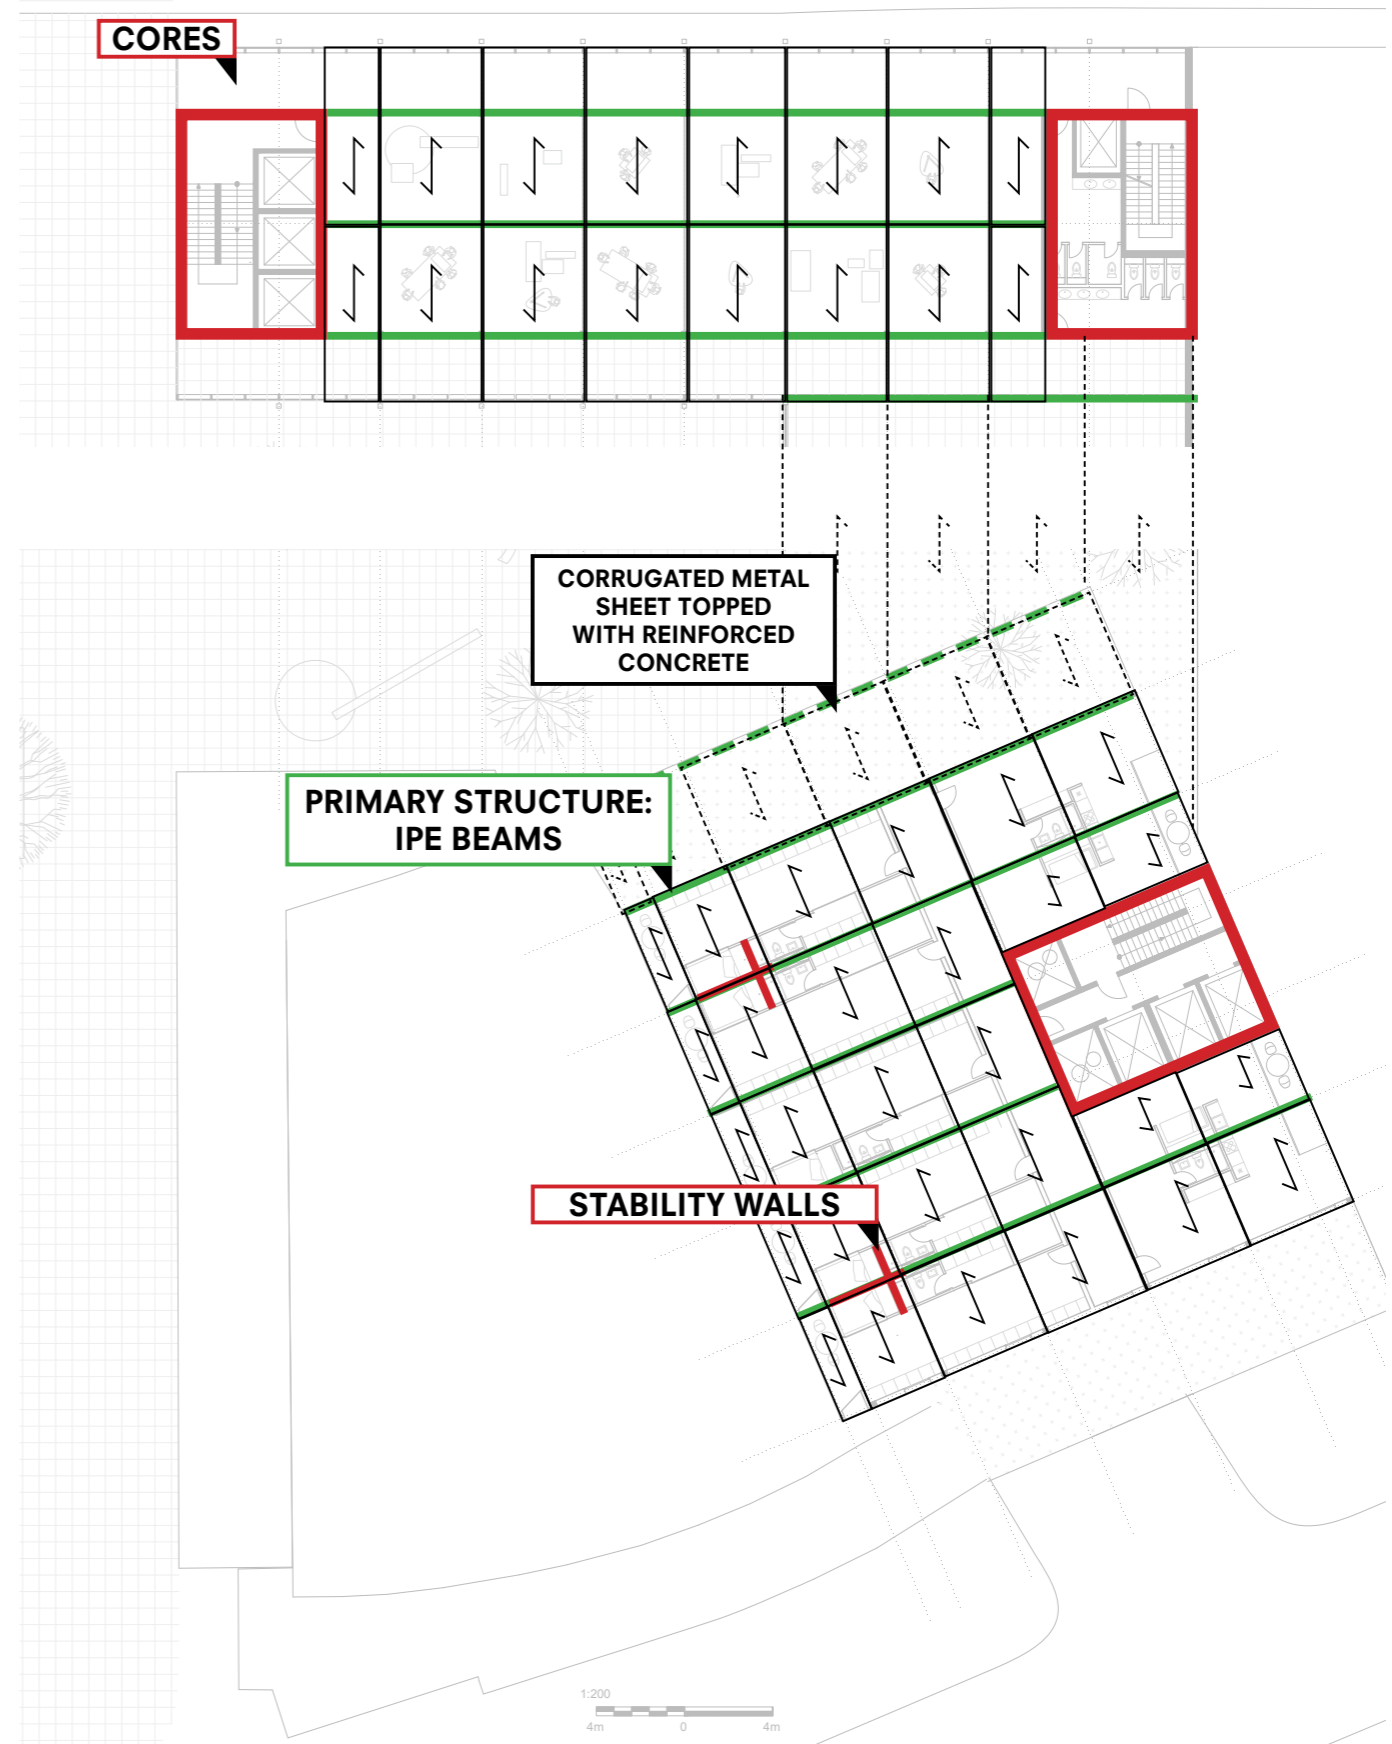 CORES
CORRUGATED METAL
SHEET TOPPED
WITH REINFORCED
CONCRETE
PRIMARY STRUCTURE:
IPE BEAMS
STABILITY WALLS
1:200
4m 0 4m